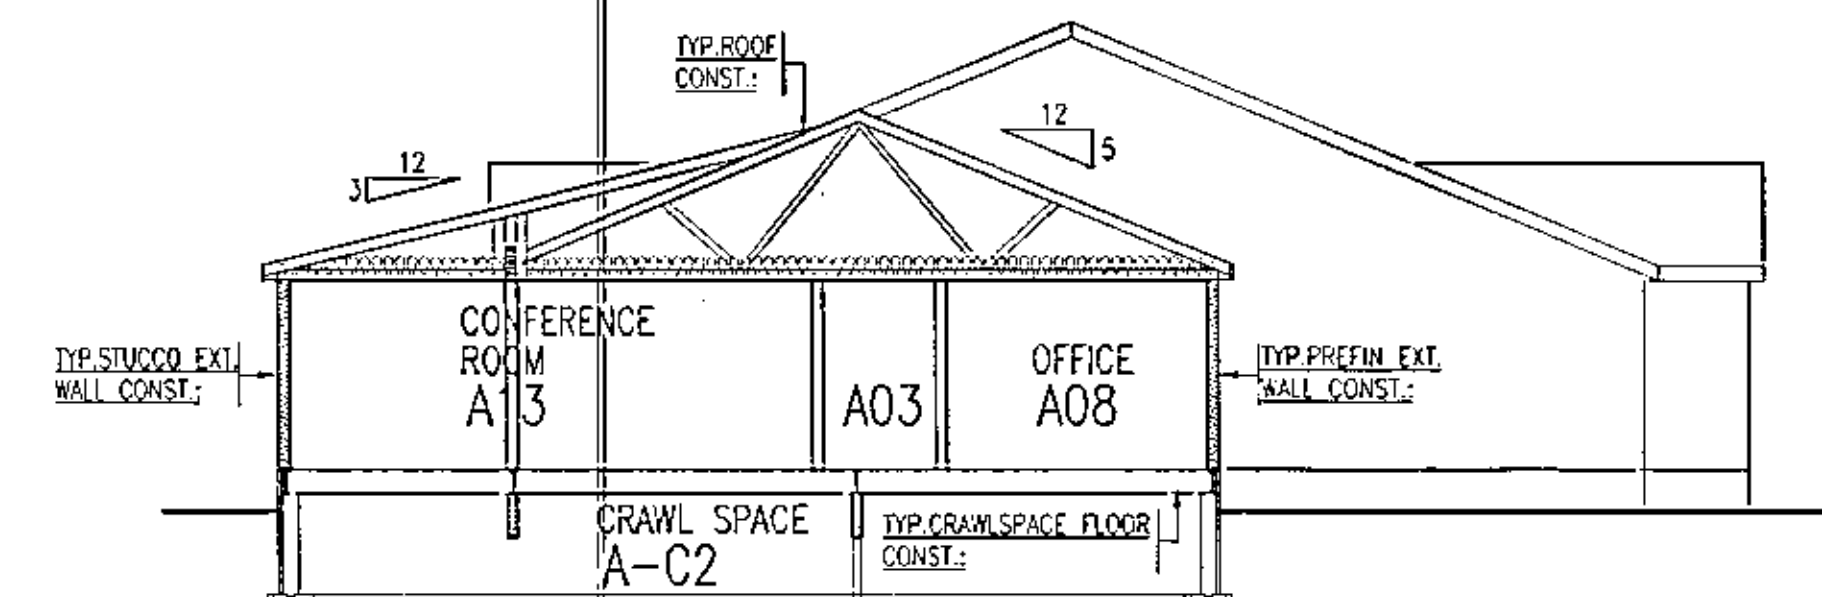 TYP.ROOF
CONST.:
12
5
12
3
CONFERENCE
ROOM
A13
A03
OFFICE
A08
TYP.STUCCO EXT.
WALL CONST.:
TYP.PREFIN EXT.
WALL CONST.:
CRAWL SPACE
A-C2
TYP.CRAWLSPACE FLOOR
CONST.: